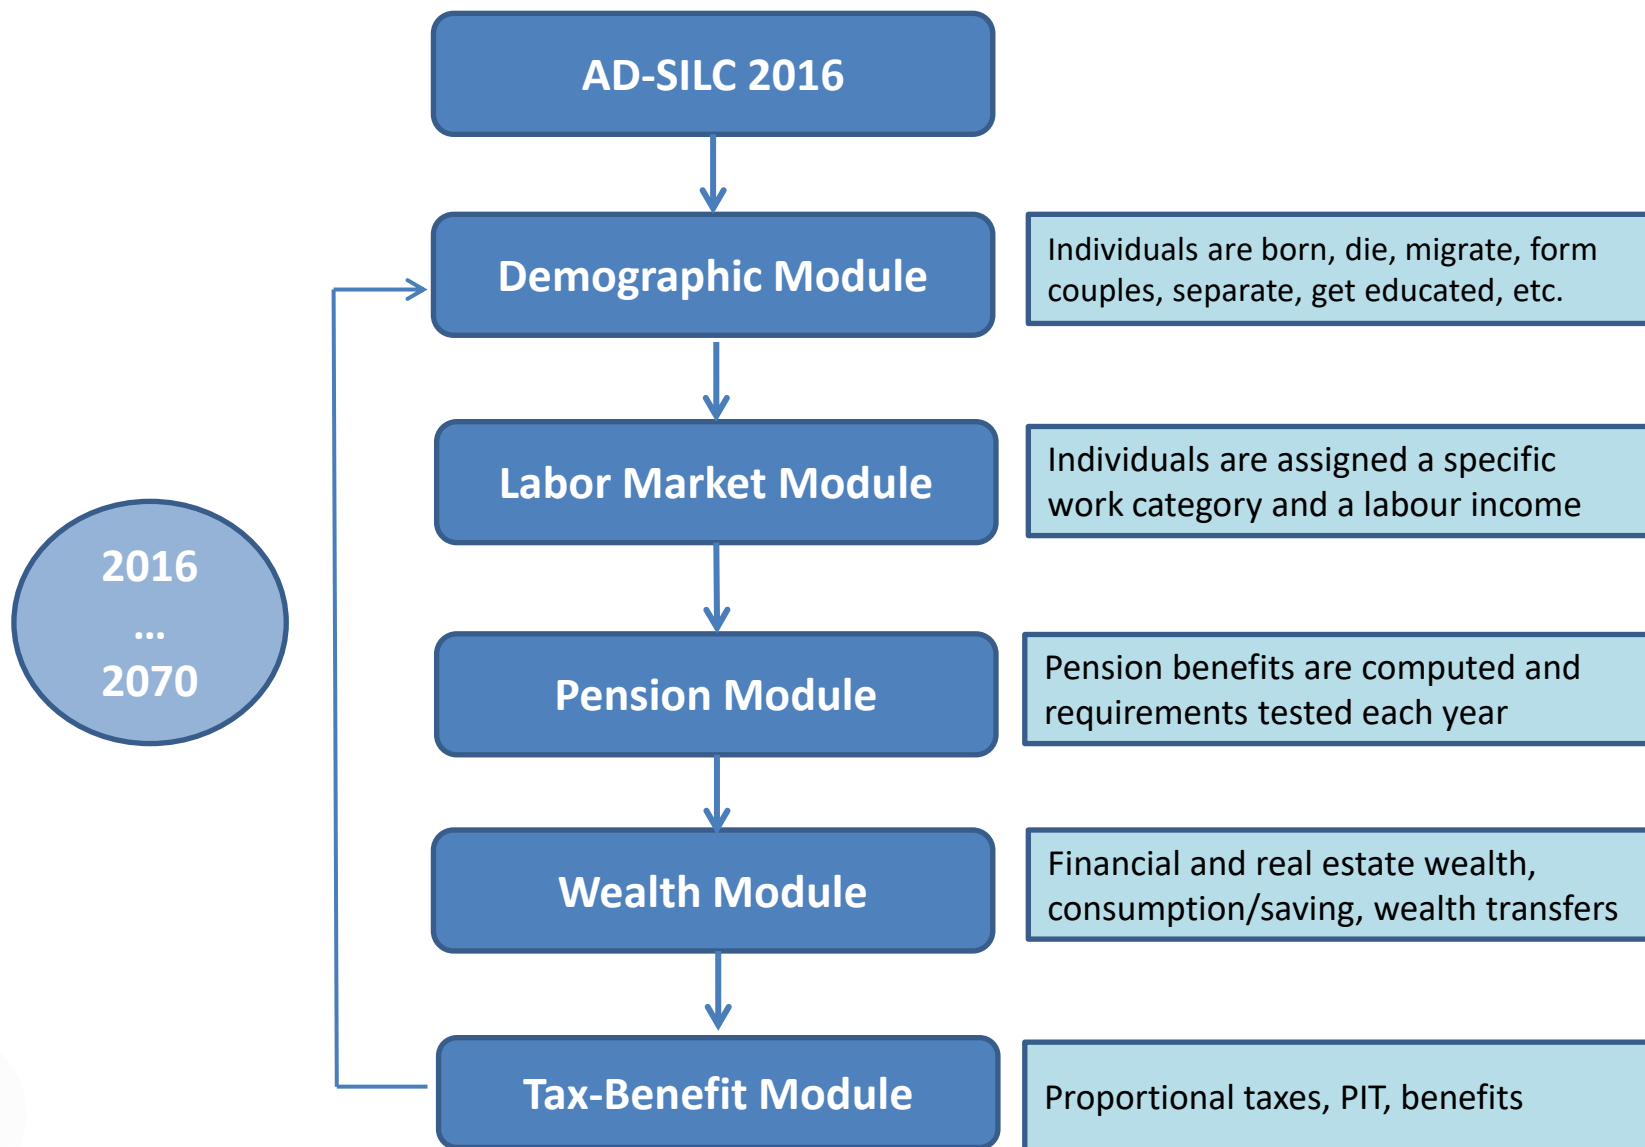 AD-SILC 2016
Demographic Module
Individuals are born, die, migrate, form
couples, separate, get educated, etc.
Labor Market Module
Individuals are assigned a specific
work category and a labour income
2016
...
2070
Pension Module
Pension benefits are computed and
requirements tested each year
Wealth Module
Financial and real estate wealth,
consumption/saving, wealth transfers
Tax-Benefit Module
Proportional taxes, PIT, benefits